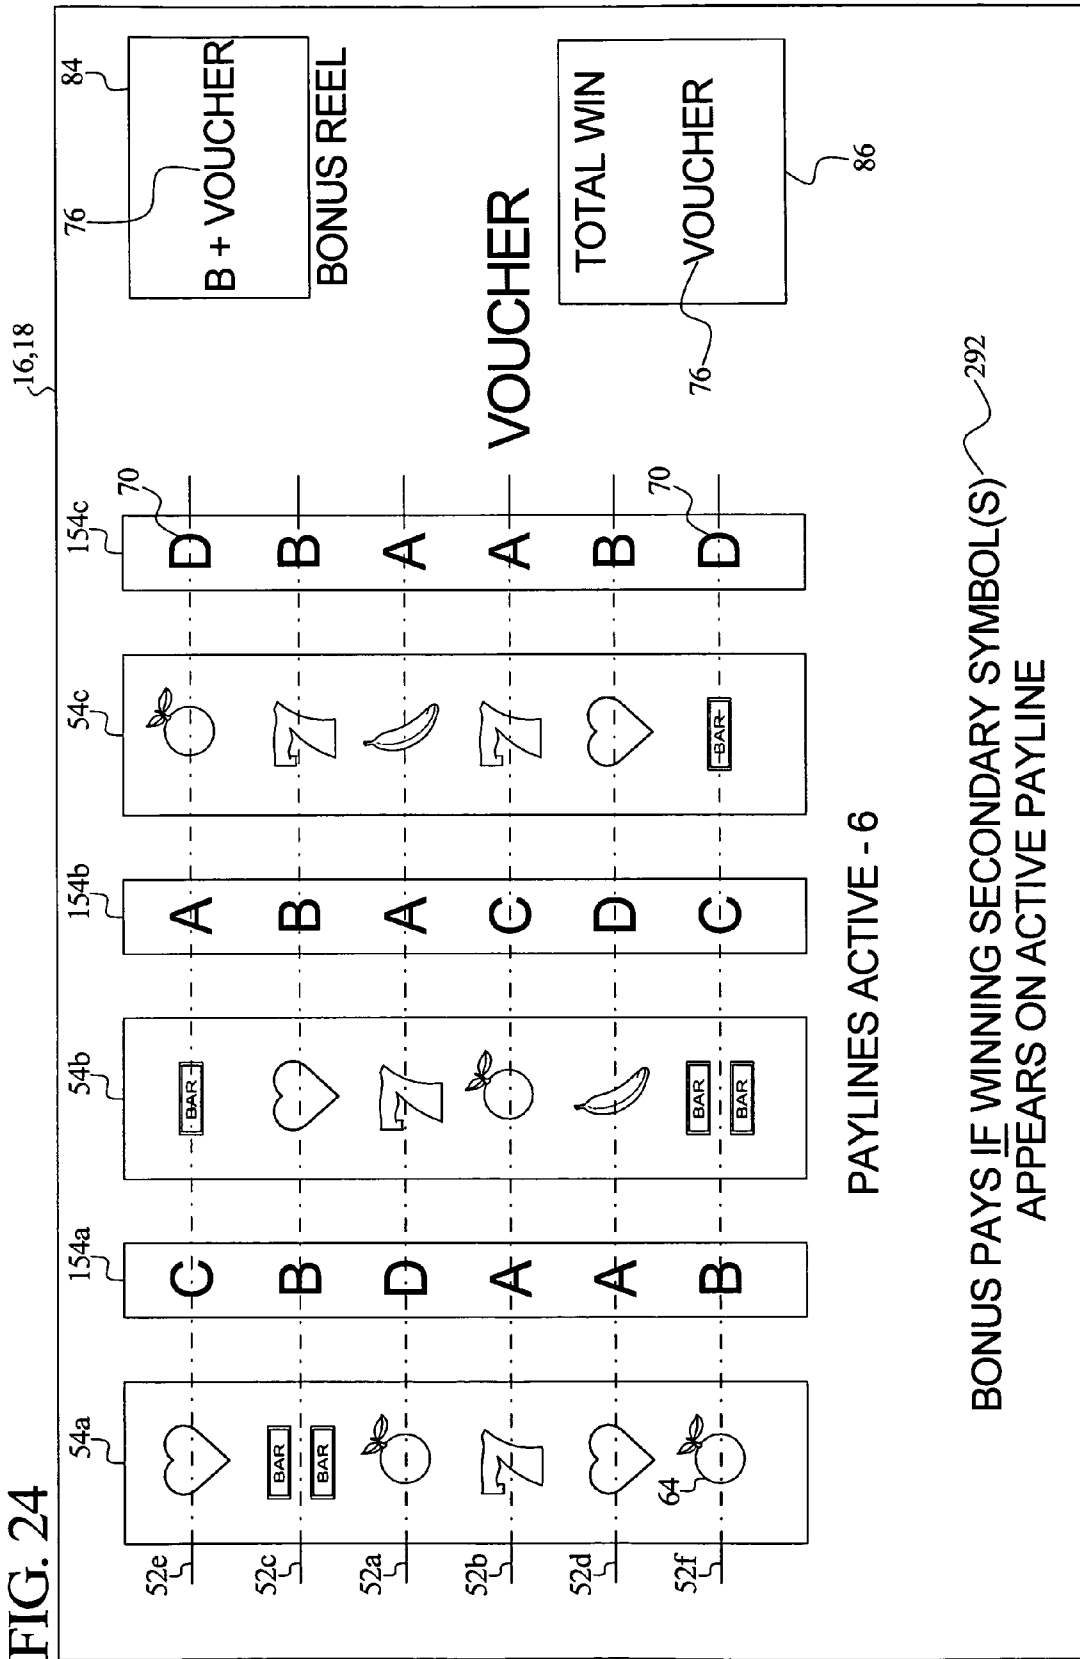 FIG. 24
16,18
54a
154a
54b
154b
54c
154c
70
76
84
B + VOUCHER
BONUS REEL
52e
C
BAR
A
D
52c
BAR
BAR
B
B
B
52a
D
A
A
52b
A
C
A
VOUCHER
52d
A
D
B
52f
64
B
BAR
BAR
C
BAR
D
70
TOTAL WIN
76
VOUCHER
86
PAYLINES ACTIVE - 6
BONUS PAYS IF WINNING SECONDARY SYMBOL(S)
292
APPEARS ON ACTIVE PAYLINE